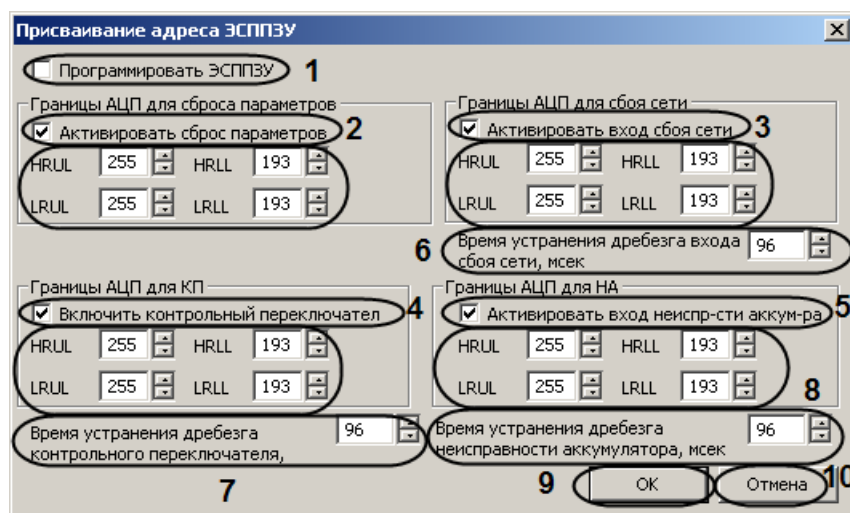 Присваивание адреса ЭСППЗУ
Программировать ЭСППЗУ 1
Границы АЦП для сброса параметров
Активировать сброс параметров 2
HRUL 255 HRLL 193
LRUL 255 LRLL 193
Границы АЦП для сбоя сети
Активировать вход сбоя сети 3
HRUL 255 HRLL 193
LRUL 255 LRLL 193
6 Время устранения дребезга входа 96
сбоя сети, мсек
Границы АЦП для КП
Включить контрольный переключател 4
HRUL 255 HRLL 193
LRUL 255 LRLL 193
Время устранения дребезга 96
контрольного переключателя,
7
Границы АЦП для НА
Активировать вход неиспр-сти аккум-ра 5
HRUL 255 HRLL 193
LRUL 255 LRLL 193
8
Время устранения дребезга 96
неисправности аккумулятора, мсек
9 OK Отмена 10